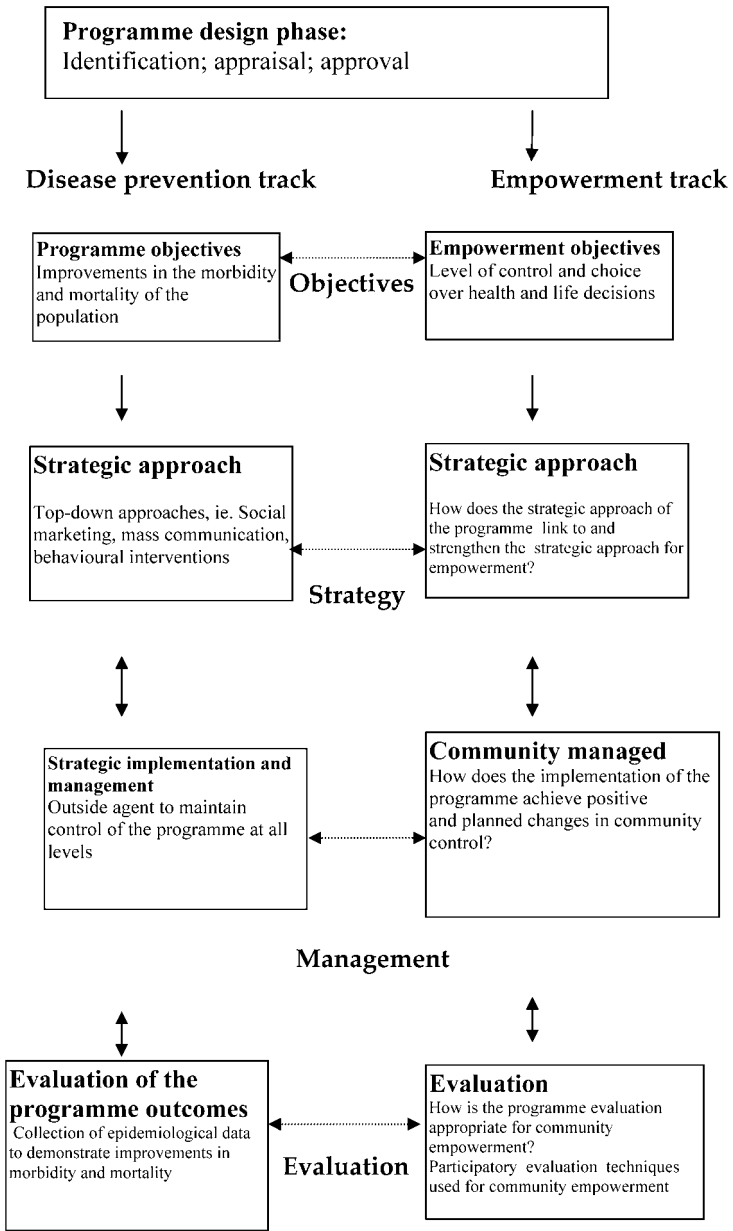 Programme design phase:
Identification; appraisal; approval
Disease prevention track
Empowerment track
Programme objectives
Improvements in the morbidity
and mortality of the
population
Objectives
Empowerment objectives
Level of control and choice
over health and life decisions
Strategic approach
Top-down approaches, ie. Social
marketing, mass communication,
behavioural interventions
Strategy
Strategic approach
How does the strategic approach of
the programme link to and
strengthen the strategic approach for
empowerment?
Strategic implementation and
management
Outside agent to maintain
control of the programme at all
levels
Community managed
How does the implementation of the
programme achieve positive
and planned changes in community
control?
Management
Evaluation of the
programme outcomes
Collection of epidemiological data
to demonstrate improvements in
morbidity and mortality
Evaluation
Evaluation
How is the programme evaluation
appropriate for community
empowerment?
Participatory evaluation techniques
used for community empowerment